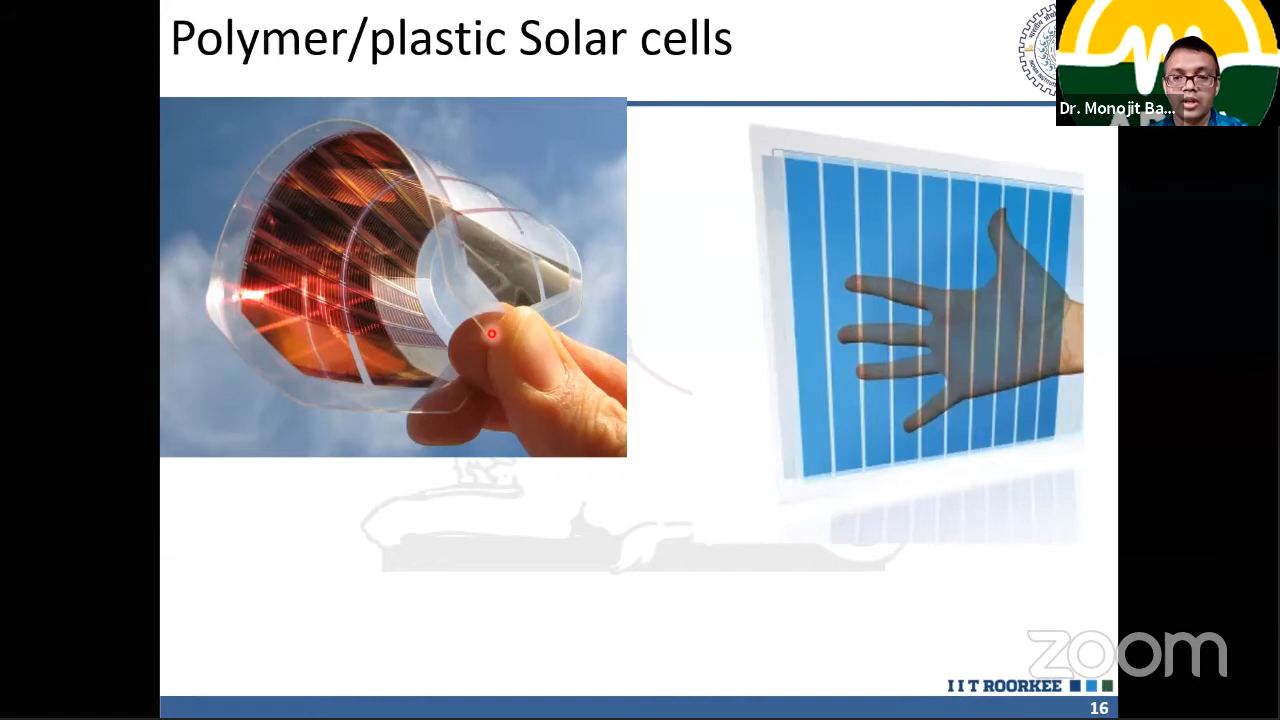 Polymer/plastic Solar cells
Dr. Monojit Ba...
zoom
IIT ROORKEE
16